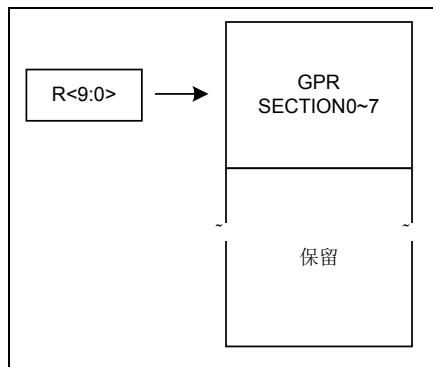 R<9:0>
GPR
SECTION0~7
~ ~
保留